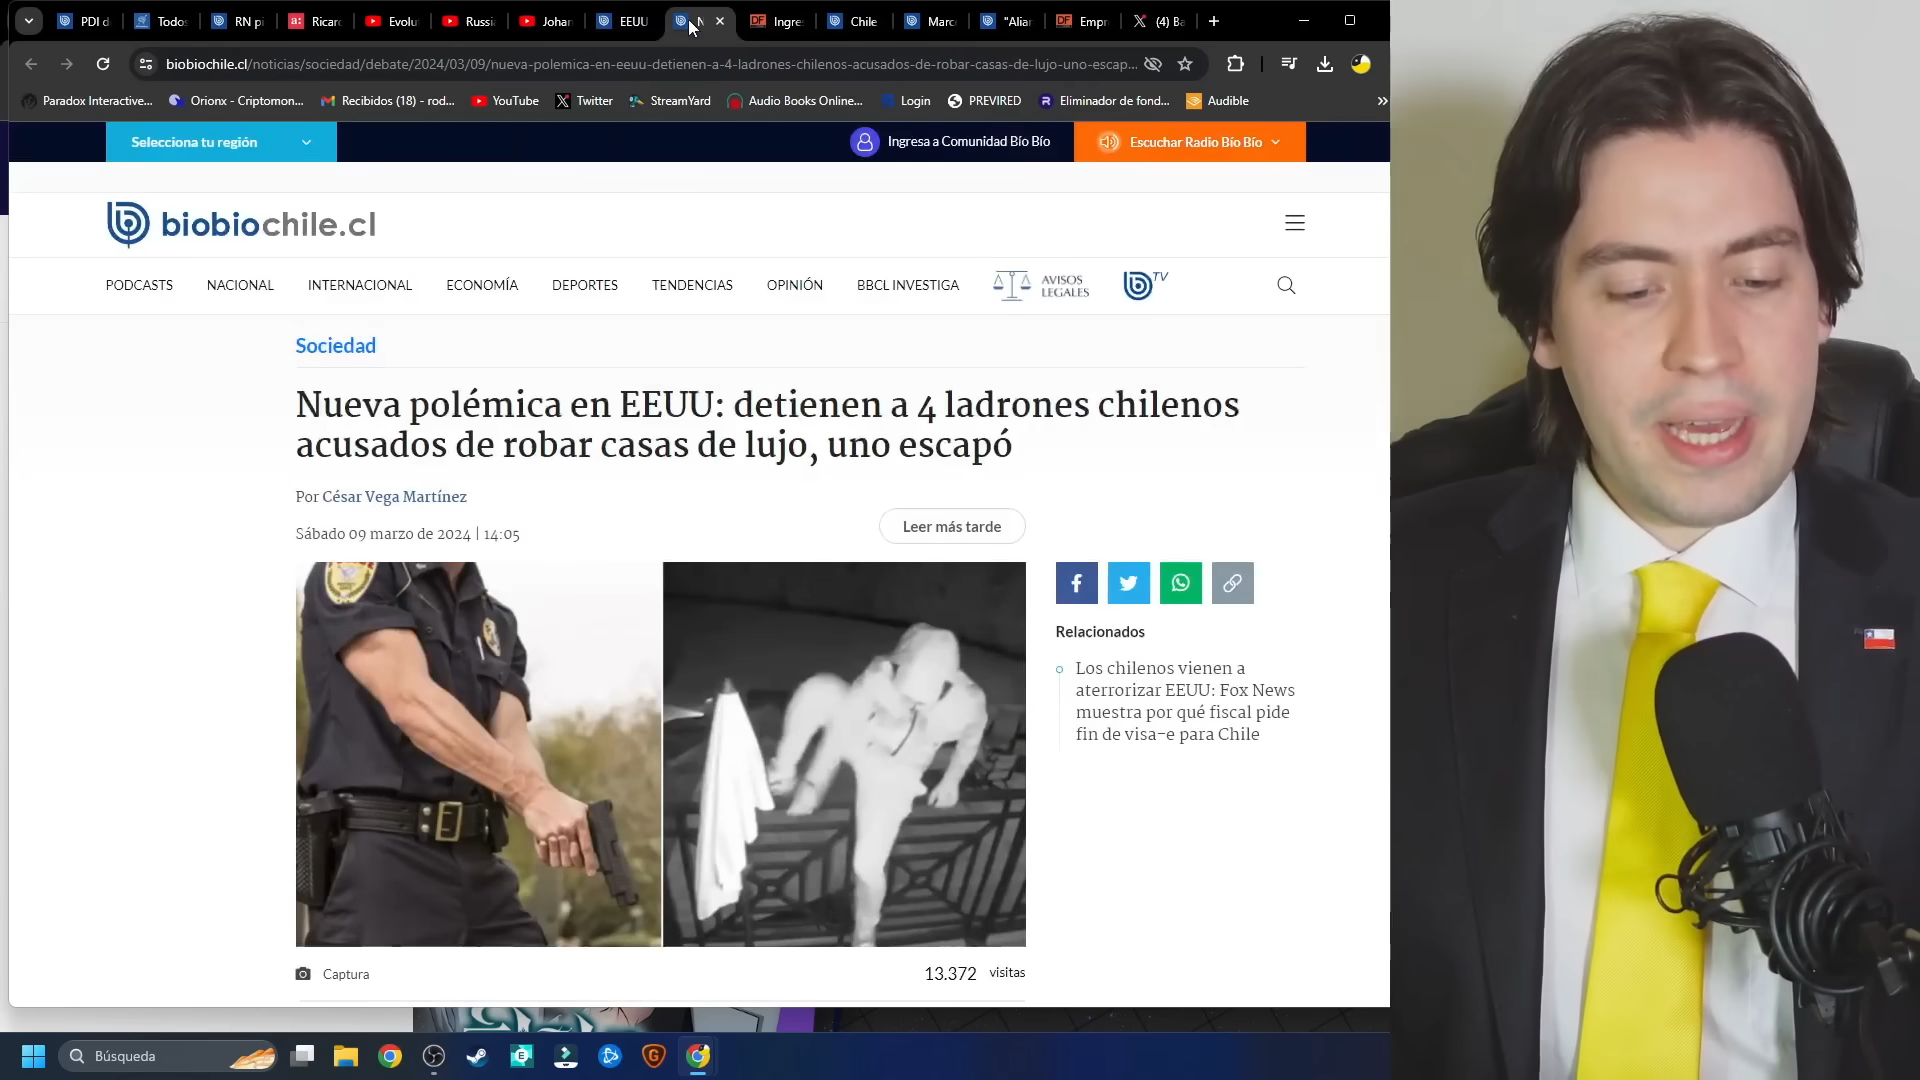 PDI d
Todos
RN pi
Ricard
Evolu
Russia
Johan
EEUU
N
Ingres
Chile
Marc
"Alian
Empr
(4) Ba
biobiochile.cl/noticias/sociedad/debate/2024/03/09/nueva-polemica-en-eeuu-detienen-a-4-ladrones-chilenos-acusados-de-robar-casas-de-lujo-uno-escap...
Paradox Interactive...
Orionx - Criptomon...
Recibidos (18) - rod...
YouTube
Twitter
StreamYard
Audio Books Online...
Login
PREVIRED
Eliminador de fond...
Audible
Selecciona tu región
Ingresa a Comunidad Bío Bío
Escuchar Radio Bío Bío
biobiochile.cl
PODCASTS
NACIONAL
INTERNACIONAL
ECONOMÍA
DEPORTES
TENDENCIAS
OPINIÓN
BBCL INVESTIGA
AVISOS
LEGALES
TV
Sociedad
Nueva polémica en EEUU: detienen a 4 ladrones chilenos
acusados de robar casas de lujo, uno escapó
Por César Vega Martínez
Sábado 09 marzo de 2024 | 14:05
Leer más tarde
Relacionados
Los chilenos vienen a
aterrorizar EEUU: Fox News
muestra por qué fiscal pide
fin de visa-e para Chile
Captura
13.372 visitas
Búsqueda